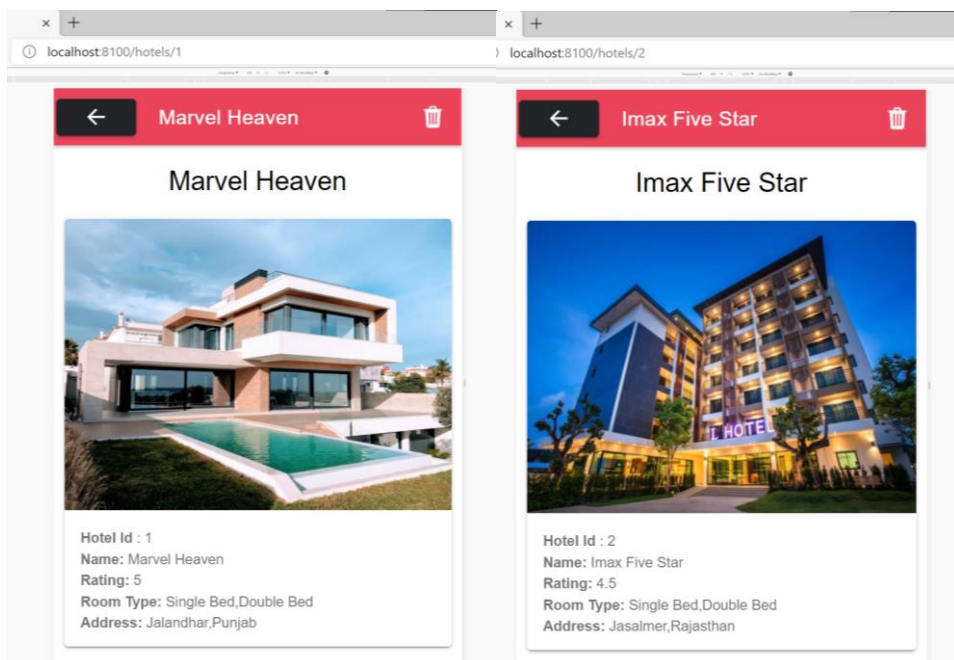 localhost:8100/hotels/1
Marvel Heaven
Marvel Heaven
Hotel Id : 1
Name: Marvel Heaven
Rating: 5
Room Type: Single Bed,Double Bed
Address: Jalandhar,Punjab
localhost:8100/hotels/2
Imax Five Star
Imax Five Star
HOTEL
Hotel Id : 2
Name: Imax Five Star
Rating: 4.5
Room Type: Single Bed,Double Bed
Address: Jasalmer,Rajasthan